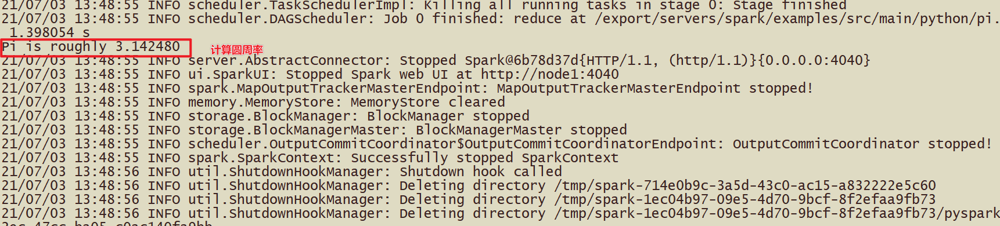 21/07/03 13:48:55 INFO scheduler.TaskSchedulerImpl: Killing all running tasks in stage 0: Stage finished
21/07/03 13:48:55 INFO scheduler.DAGScheduler: Job 0 finished: reduce at /export/servers/spark/examples/src/main/python/pi.
1.398054 s
Pi is roughly 3.142480 计算圆周率
21/07/03 13:48:55 INFO server.AbstractConnector: Stopped Spark@6b78d37d{HTTP/1.1, (http/1.1)}{0.0.0.0:4040}
21/07/03 13:48:55 INFO ui.SparkUI: Stopped Spark web UI at http://node1:4040
21/07/03 13:48:55 INFO spark.MapOutputTrackerMasterEndpoint: MapOutputTrackerMasterEndpoint stopped!
21/07/03 13:48:55 INFO memory.MemoryStore: MemoryStore cleared
21/07/03 13:48:55 INFO storage.BlockManager: BlockManager stopped
21/07/03 13:48:55 INFO storage.BlockManagerMaster: BlockManagerMaster stopped
21/07/03 13:48:55 INFO scheduler.OutputCommitCoordinator$OutputCommitCoordinatorEndpoint: OutputCommitCoordinator stopped!
21/07/03 13:48:55 INFO spark.SparkContext: Successfully stopped SparkContext
21/07/03 13:48:56 INFO util.ShutdownHookManager: Shutdown hook called
21/07/03 13:48:56 INFO util.ShutdownHookManager: Deleting directory /tmp/spark-714e0b9c-3a5d-43c0-ac15-a832222e5c60
21/07/03 13:48:56 INFO util.ShutdownHookManager: Deleting directory /tmp/spark-1ec04b97-09e5-4d70-9bcf-8f2efaa9fb73
21/07/03 13:48:56 INFO util.ShutdownHookManager: Deleting directory /tmp/spark-1ec04b97-09e5-4d70-9bcf-8f2efaa9fb73/pyspark